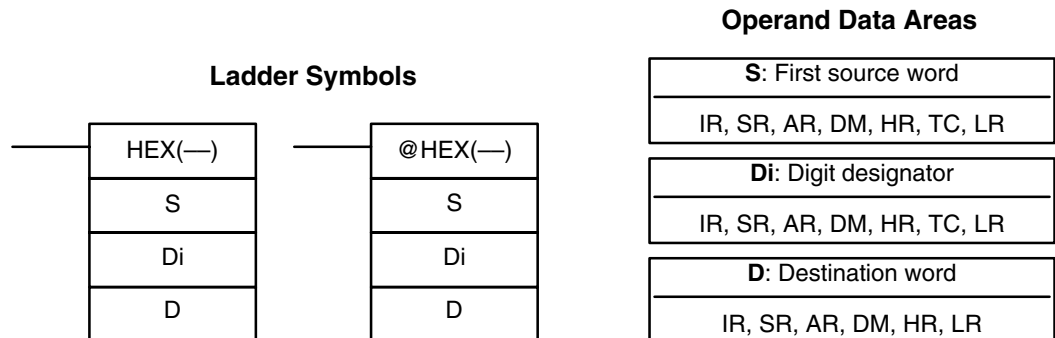 Ladder Symbols
HEX(—)
S
Di
D
@HEX(—)
S
Di
D
Operand Data Areas
S: First source word
IR, SR, AR, DM, HR, TC, LR
Di: Digit designator
IR, SR, AR, DM, HR, TC, LR
D: Destination word
IR, SR, AR, DM, HR, LR